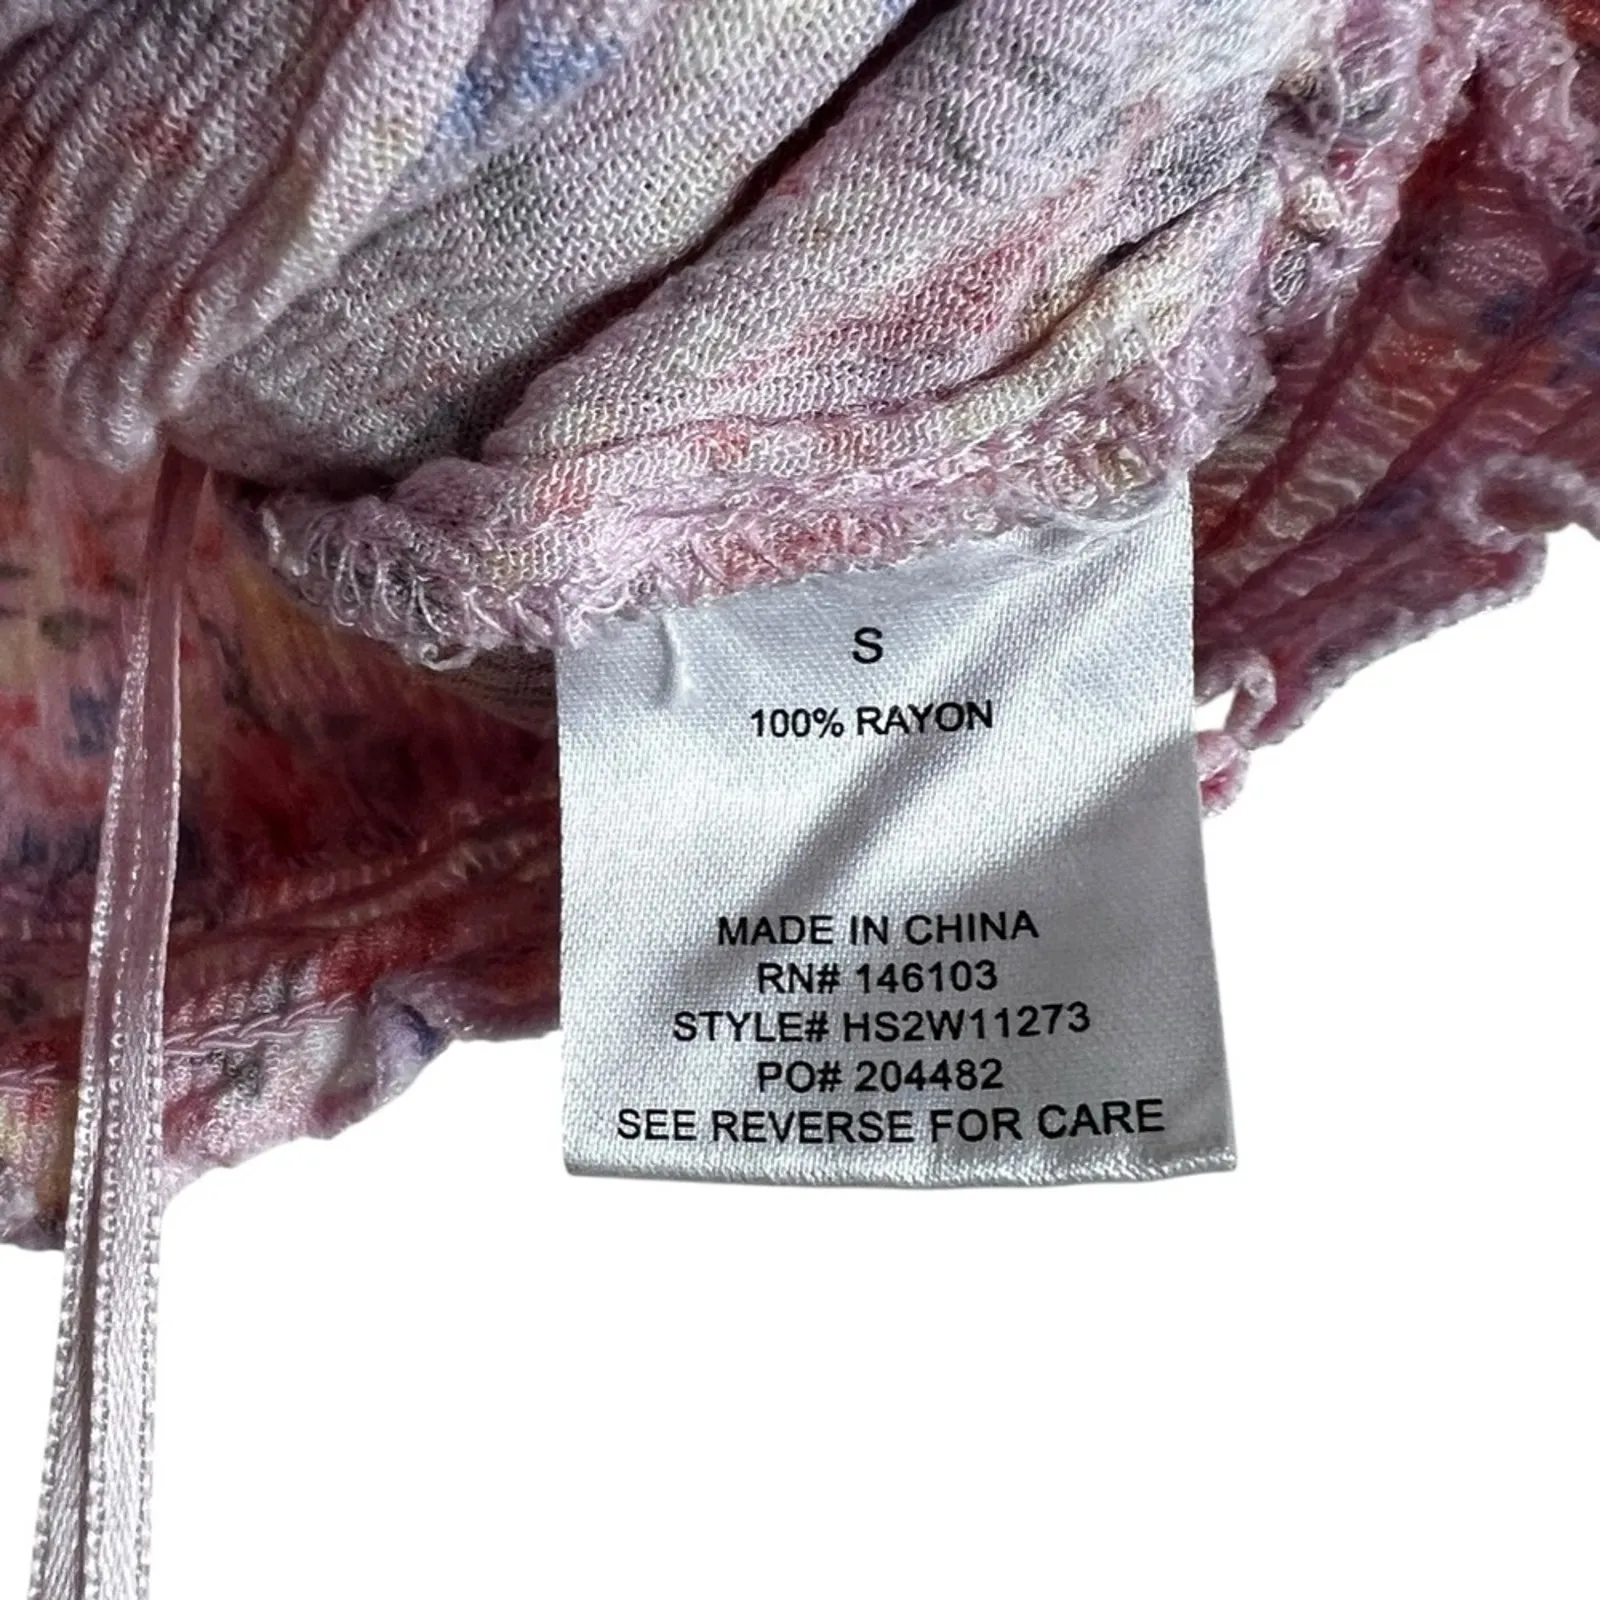 S
100% RAYON
MADE IN CHINA
RN# 146103
STYLE# HS2W11273
PO# 204482
SEE REVERSE FOR CARE